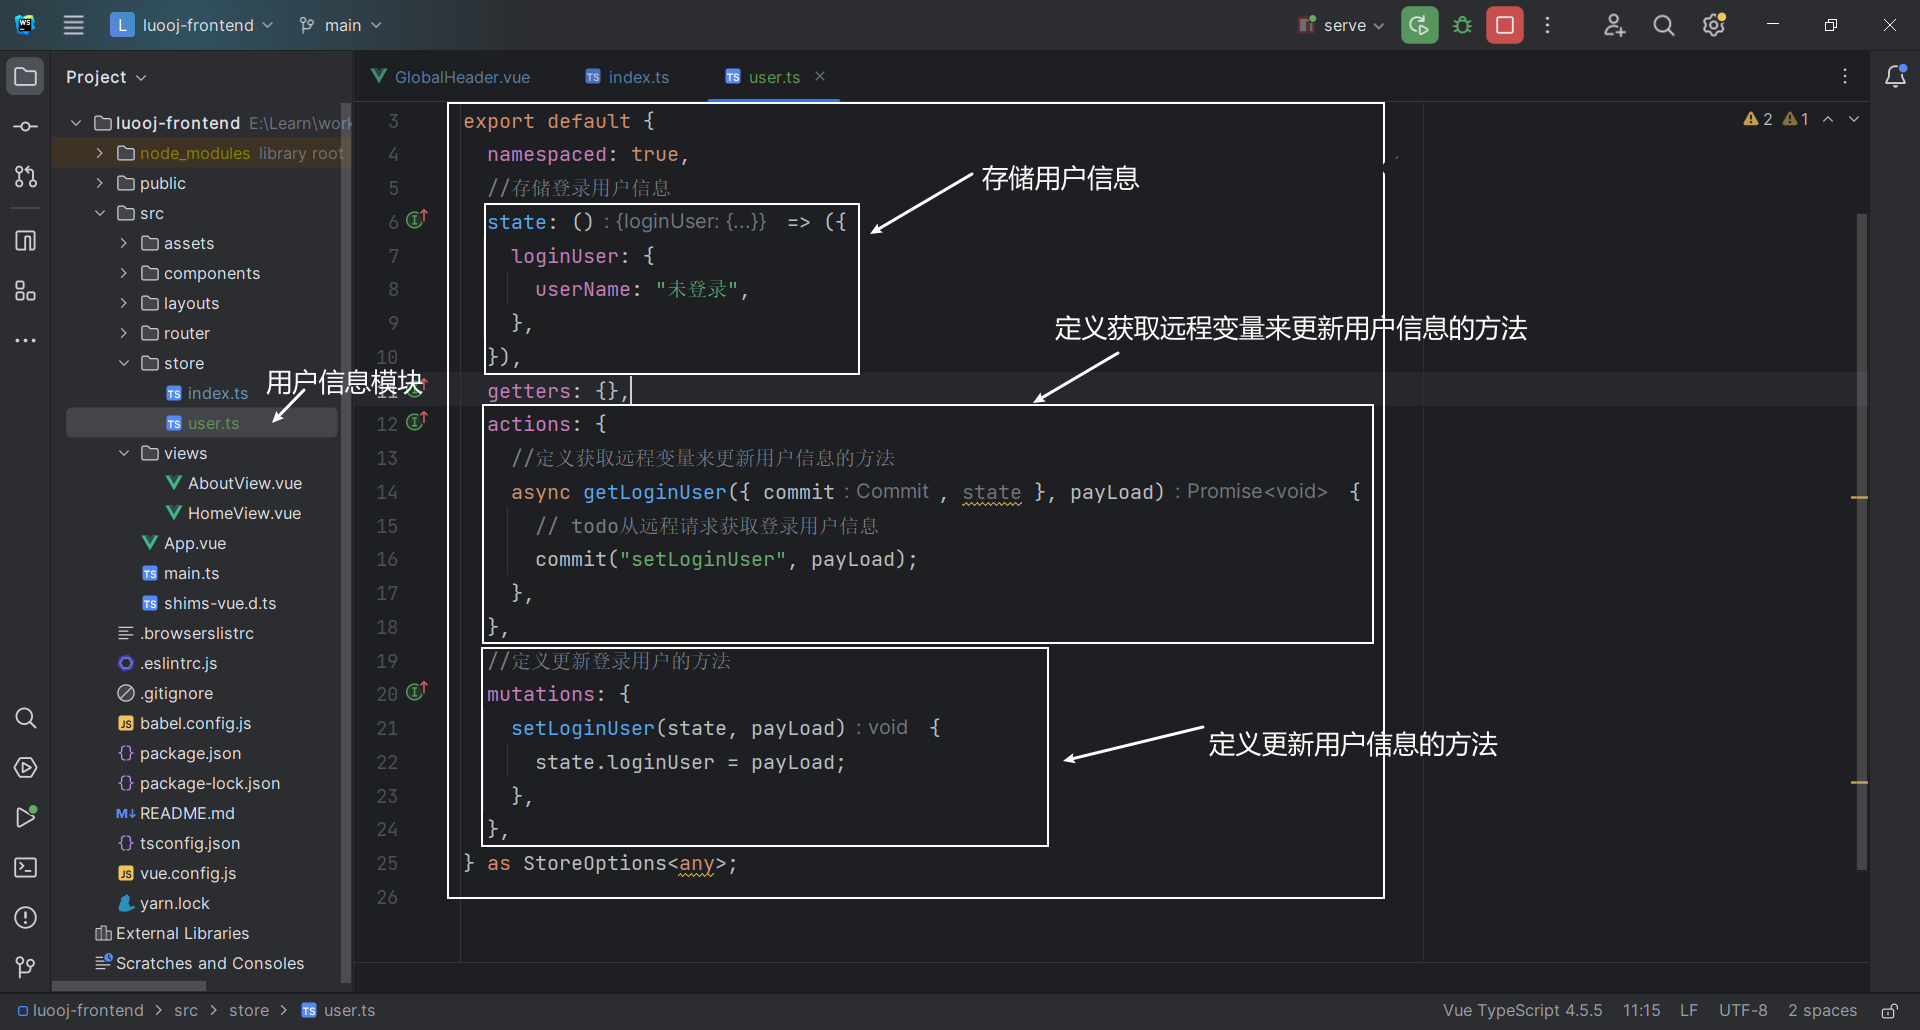 L luooj-frontend main serve
Project
GlobalHeader.vue index.ts user.ts
luooj-frontend E:\Learn\work
node_modules library root
public
src
assets
components
layouts
router
store
index.ts
user.ts
views
AboutView.vue
HomeView.vue
App.vue
main.ts
shims-vue.d.ts
.browserslistrc
.eslintrc.js
.gitignore
babel.config.js
package.json
package-lock.json
README.md
tsconfig.json
vue.config.js
yarn.lock
External Libraries
Scratches and Consoles
用户信息模块
2 1
3 export default {
4 namespaced: true,
5 //存储登录用户信息
6 state: () : {loginUser: {...}} => ({
7 loginUser: {
8 userName: "未登录",
9 },
10 }),
11 getters: {},
12 actions: {
13 //定义获取远程变量来更新用户信息的方法
14 async getLoginUser({ commit : Commit , state }, payLoad) : Promise<void> {
15 // todo从远程请求获取登录用户信息
16 commit("setLoginUser", payLoad);
17 },
18 },
19 //定义更新登录用户的方法
20 mutations: {
21 setLoginUser(state, payLoad) : void {
22 state.loginUser = payLoad;
23 },
24 },
25 } as StoreOptions<any>;
26
存储用户信息
定义获取远程变量来更新用户信息的方法
定义更新用户信息的方法
luooj-frontend > src > store > user.ts
Vue TypeScript 4.5.5 11:15 LF UTF-8 2 spaces